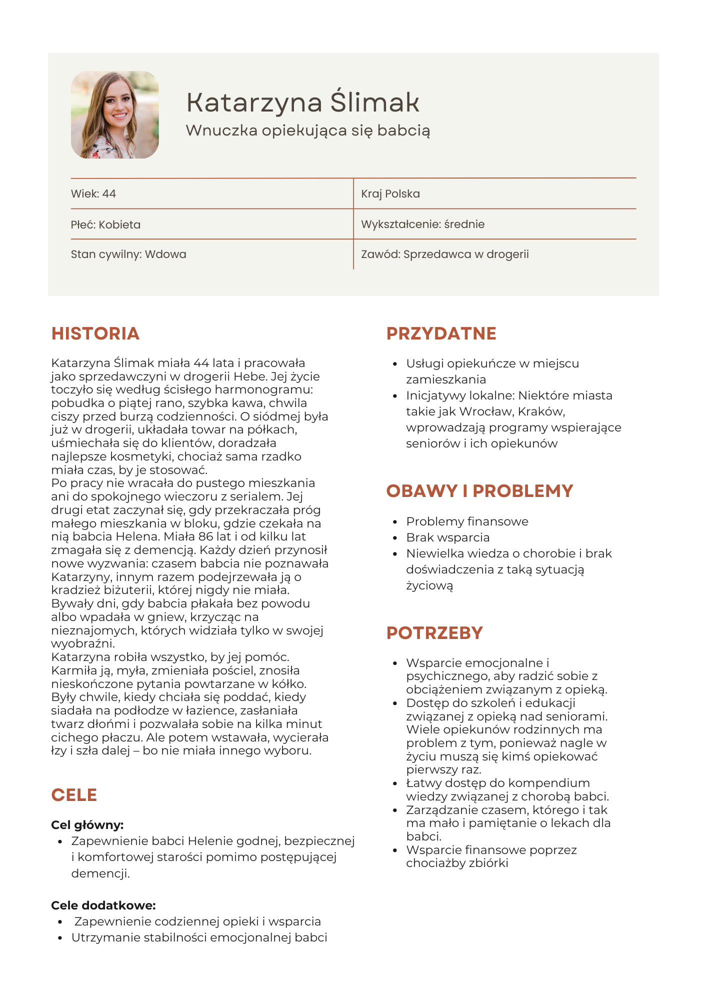 Katarzyna Ślimak
Wnuczka opiekująca się babcią
Wiek: 44
Kraj Polska
Płeć: Kobieta
Wykształcenie: średnie
Stan cywilny: Wdowa
Zawód: Sprzedawca w drogerii
HISTORIA
Katarzyna Ślimak miała 44 lata i pracowała
jako sprzedawczyni w drogerii Hebe. Jej życie
toczyło się według ścisłego harmonogramu:
pobudka o piątej rano, szybka kawa, chwila
ciszy przed burzą codzienności. O siódmej była
już w drogerii, układała towar na półkach,
uśmiechała się do klientów, doradzała
najlepsze kosmetyki, chociaż sama rzadko
miała czas, by je stosować.
Po pracy nie wracała do pustego mieszkania
ani do spokojnego wieczoru z serialem. Jej
drugi etat zaczynał się, gdy przekraczała próg
małego mieszkania w bloku, gdzie czekała na
nią babcia Helena. Miała 86 lat i od kilku lat
zmagała się z demencją. Każdy dzień przynosił
nowe wyzwania: czasem babcia nie poznawała
Katarzyny, innym razem podejrzewała ją o
kradzież biżuterii, której nigdy nie miała.
Bywały dni, gdy babcia płakała bez powodu
albo wpadała w gniew, krzycząc na
nieznajomych, których widziała tylko w swojej
wyobraźni.
Katarzyna robiła wszystko, by jej pomóc.
Karmiła ją, myła, zmieniała pościel, znosiła
nieskończone pytania powtarzane w kółko.
Były chwile, kiedy chciała się poddać, kiedy
siadała na podłodze w łazience, zasłaniała
twarz dłońmi i pozwalała sobie na kilka minut
cichego płaczu. Ale potem wstawała, wycierała
łzy i szła dalej – bo nie miała innego wyboru.
CELE
Cel główny:
• Zapewnienie babci Helenie godnej, bezpiecznej
i komfortowej starości pomimo postępującej
demencji.
Cele dodatkowe:
• Zapewnienie codziennej opieki i wsparcia
• Utrzymanie stabilności emocjonalnej babci
PRZYDATNE
• Usługi opiekuńcze w miejscu
zamieszkania
• Inicjatywy lokalne: Niektóre miasta
takie jak Wrocław, Kraków,
wprowadzają programy wspierające
seniorów i ich opiekunów
OBAWY I PROBLEMY
• Problemy finansowe
• Brak wsparcia
• Niewielka wiedza o chorobie i brak
doświadczenia z taką sytuacją
życiową
POTRZEBY
• Wsparcie emocjonalne i
psychicznego, aby radzić sobie z
obciążeniem związanym z opieką.
• Dostęp do szkoleń i edukacji
związanej z opieką nad seniorami.
Wiele opiekunów rodzinnych ma
problem z tym, ponieważ nagle w
życiu muszą się kimś opiekować
pierwszy raz.
• Łatwy dostęp do kompendium
wiedzy związanej z chorobą babci.
• Zarządzanie czasem, którego i tak
ma mało i pamiętanie o lekach dla
babci.
• Wsparcie finansowe poprzez
chociażby zbiórki